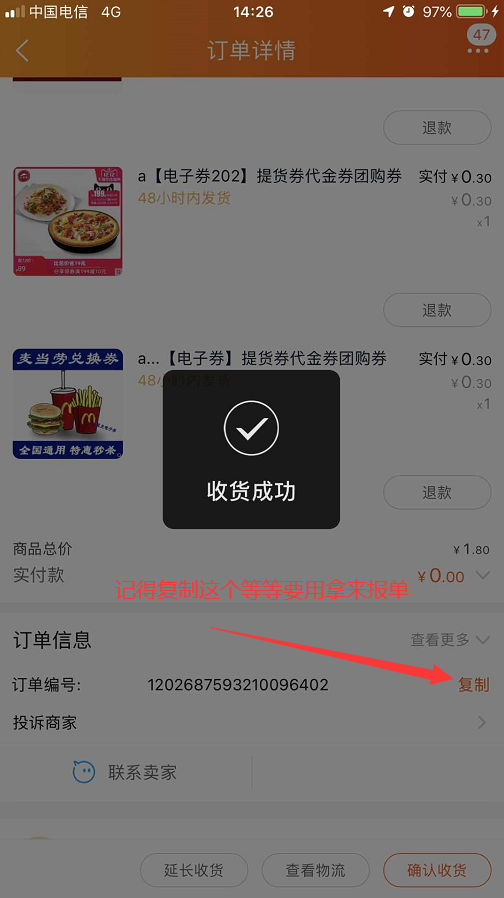 中国电信 4G 14:26 97%
订单详情
47
退款
a【电子券202】提货券代金券团购券 实付 ¥0.30
48小时内发货 ¥0.30
x1
退款
麦当劳兑换券
全国通用 特惠秒杀
a...【电子券】提货券代金券团购券 实付 ¥0.30
¥0.30
x1
收货成功
退款
商品总价 ¥1.80
实付款 ¥0.00
记得复制这个等等要用拿来报单
订单信息 查看更多
订单编号: 1202687593210096402 复制
投诉商家
联系卖家
延长收货 查看物流 确认收货